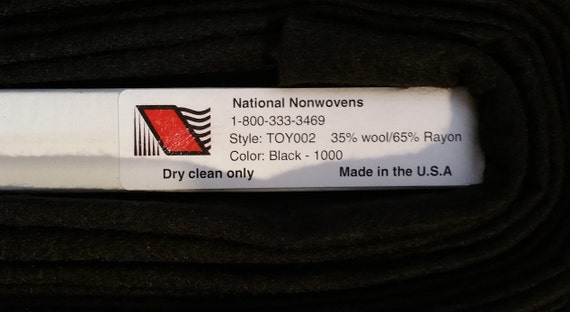 National Nonwovens
1-800-333-3469
Style: TOY002 35% wool/65% Rayon
Color: Black - 1000
Dry clean only Made in the U.S.A